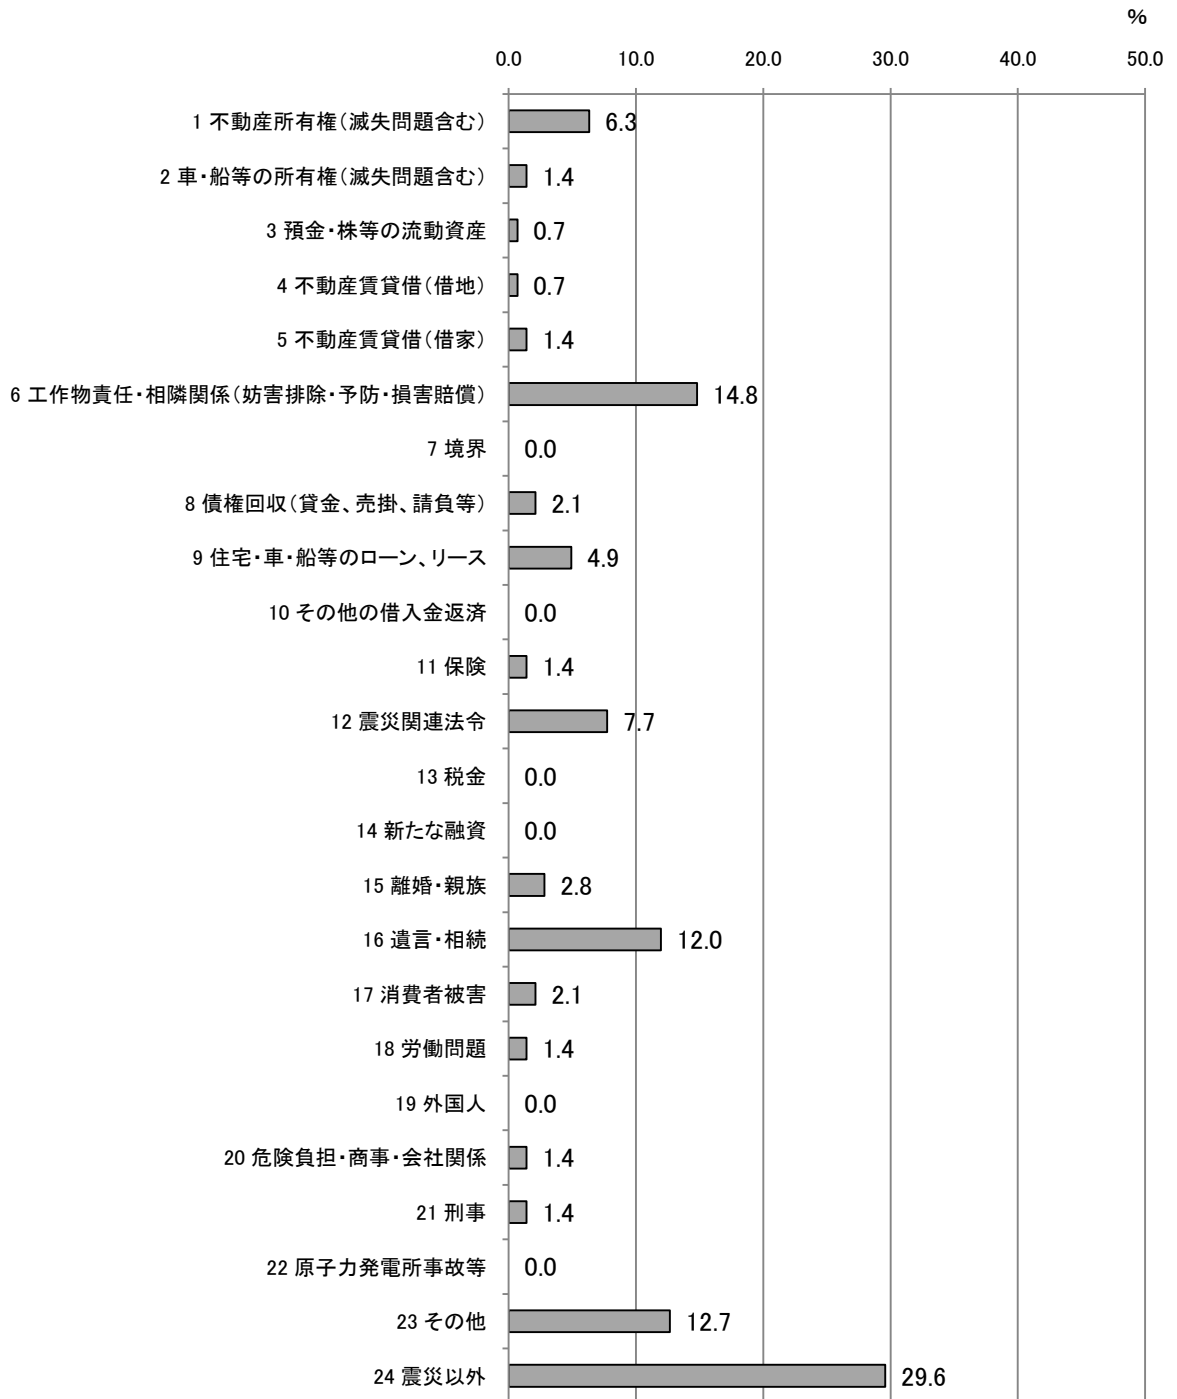 %
0.0 10.0 20.0 30.0 40.0 50.0
1 不動産所有権(滅失問題含む) 6.3
2 車・船等の所有権(滅失問題含む) 1.4
3 預金・株等の流動資産 0.7
4 不動産賃貸借(借地) 0.7
5 不動産賃貸借(借家) 1.4
6 工作物責任・相隣関係(妨害排除・予防・損害賠償) 14.8
7 境界 0.0
8 債権回収(貸金、売掛、請負等) 2.1
9 住宅・車・船等のローン、リース 4.9
10 その他の借入金返済 0.0
11 保険 1.4
12 震災関連法令 7.7
13 税金 0.0
14 新たな融資 0.0
15 離婚・親族 2.8
16 遺言・相続 12.0
17 消費者被害 2.1
18 労働問題 1.4
19 外国人 0.0
20 危険負担・商事・会社関係 1.4
21 刑事 1.4
22 原子力発電所事故等 0.0
23 その他 12.7
24 震災以外 29.6